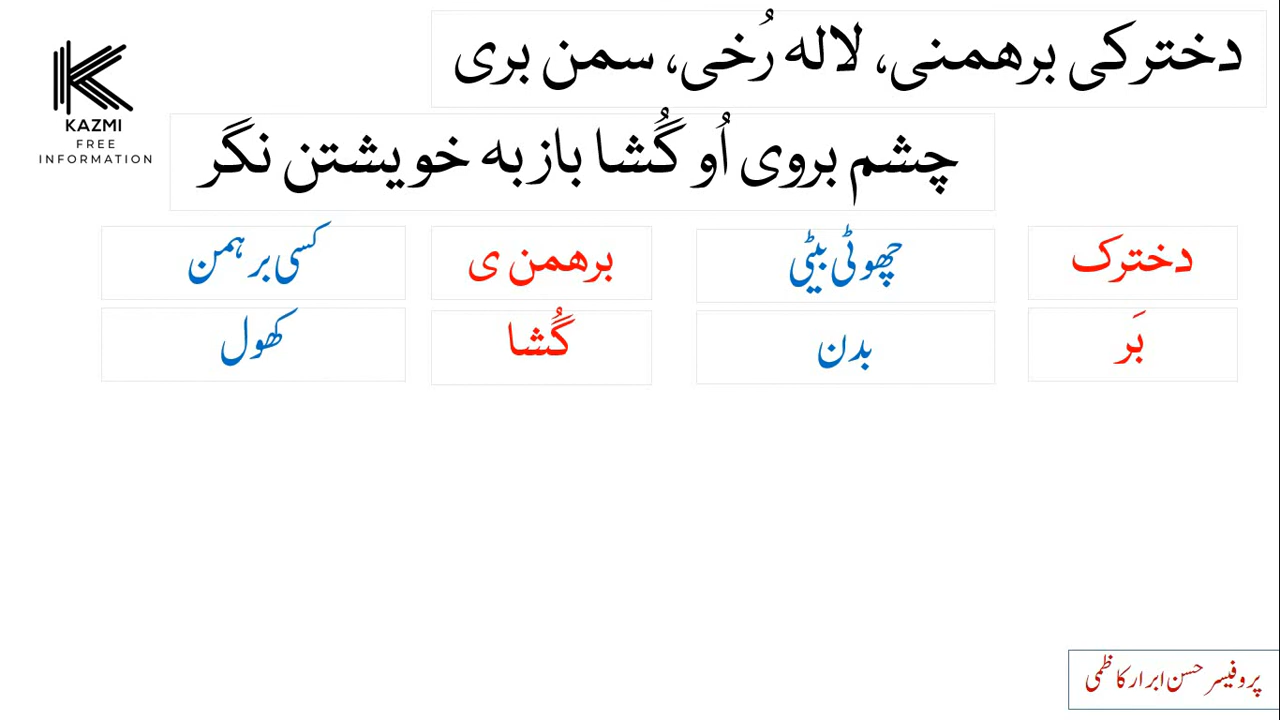 دخترکی برهمنی، لاله رُخی، سمن بری
چشم بروی اُو گُشا باز به خویشتن نگر
KAZMI
FREE
INFORMATION
دخترک چھوٹی بیٹی برهمن ی کسی برہمن
بَر بدن گُشا کھول
پروفیسر حسن ابرار کاظمی